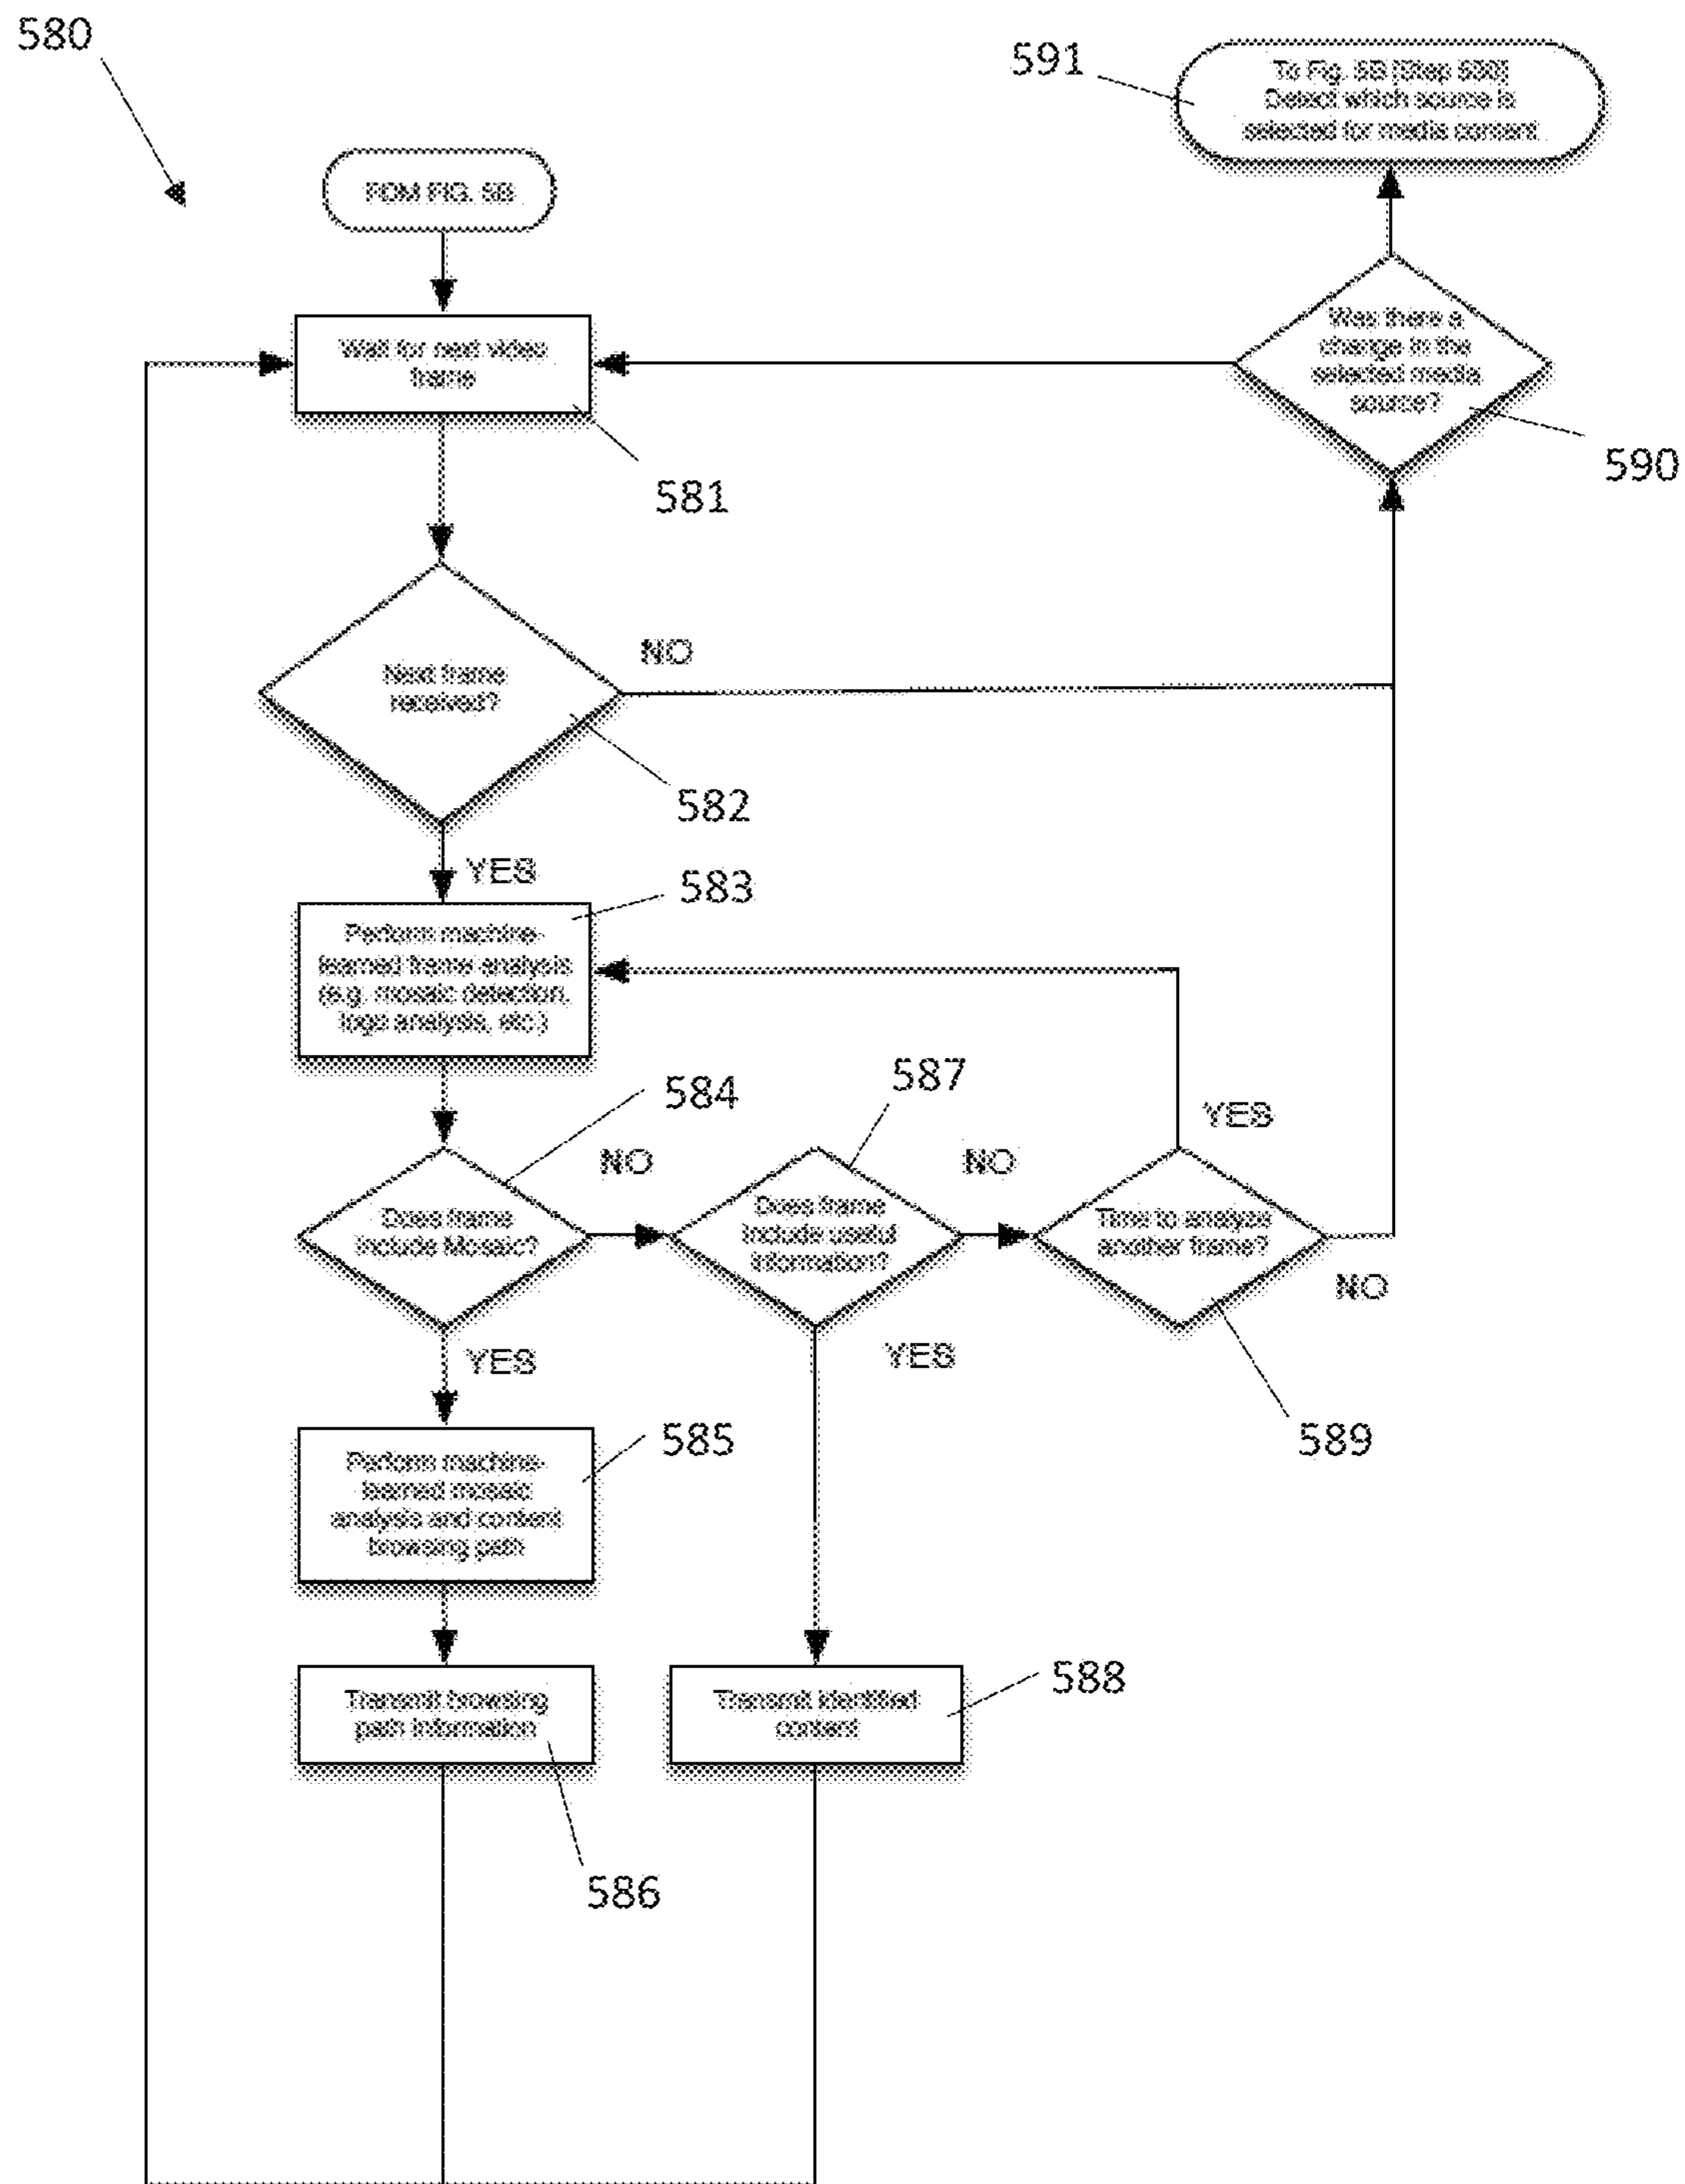 580
591
To Fig. 5B [Step 530]
Detect which source is
selected for media content
FDM FIG. 5B
Wait for next video
frame
581
Was there a
change in the
selected media
source?
590
Next frame
received?
NO
582
YES
583
Perform machine-
learned frame analysis
(e.g. mosaic detection,
logo analysis, etc.)
584
587
YES
NO
NO
Does frame
include Mosaic?
Does frame
include useful
information?
Time to analyze
another frame?
NO
YES
YES
585
589
Perform machine-
learned mosaic
analysis and content
browsing path
588
Transmit browsing
path information
Transmit identified
content
586